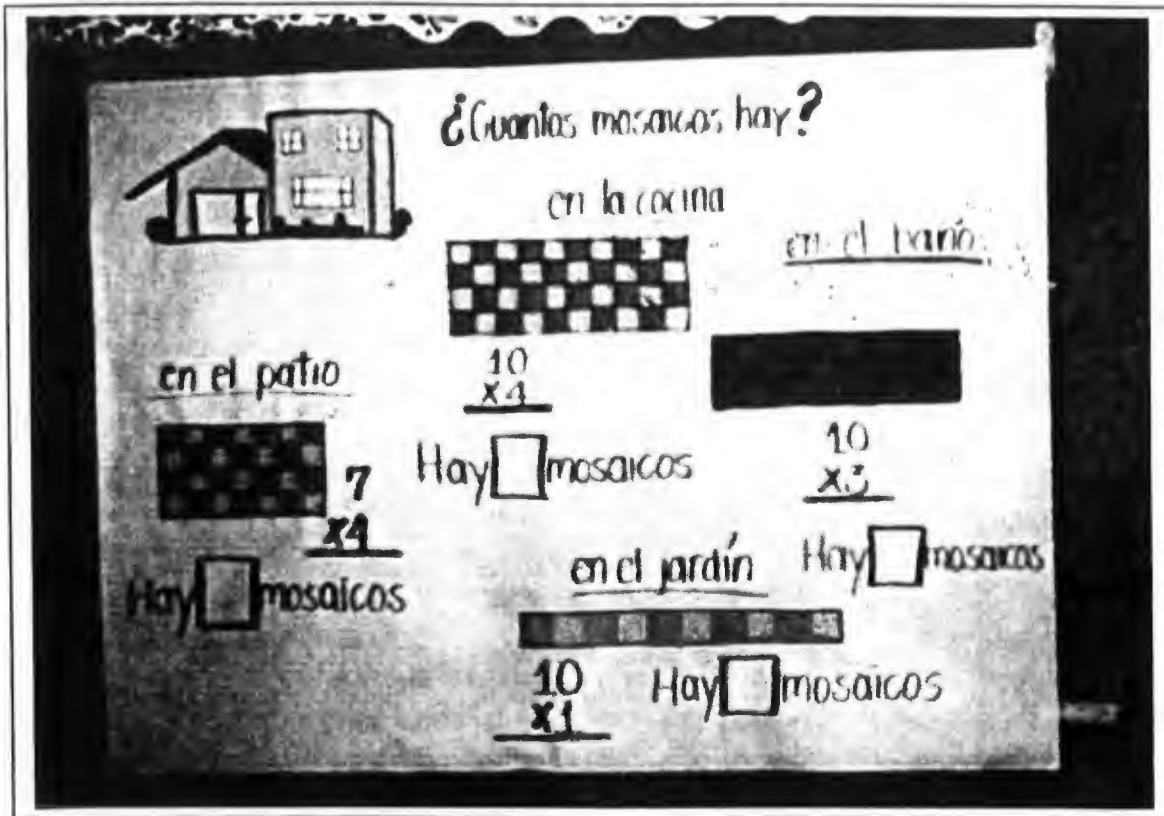 ¿Cuantos mosaicos hay?
en la cocina
10
x4
Hay mosaicos
en el baño
10
x3
Hay mosaicos
en el patio
7
x4
Hay mosaicos
en el jardín
10
x1
Hay mosaicos